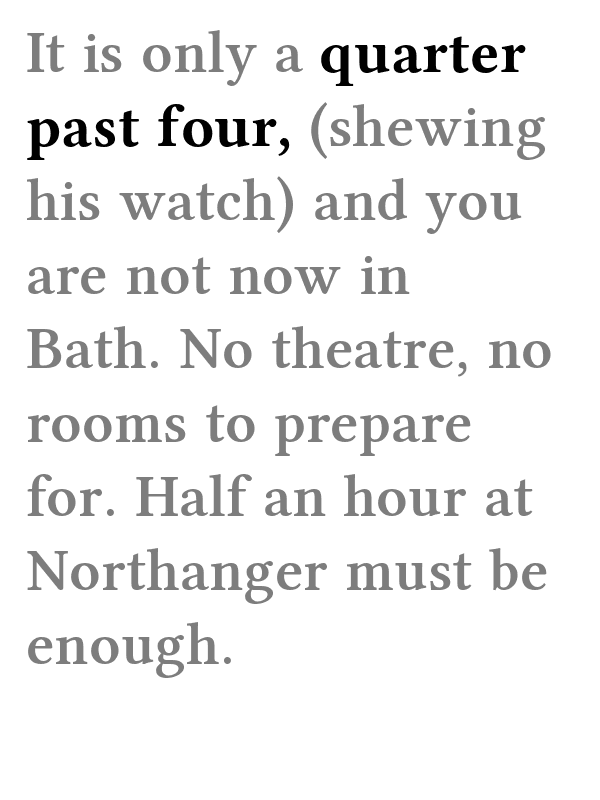 It is only a quarter
past four, (shewing
his watch) and you
are not now in
Bath. No theatre, no
rooms to prepare
for. Half an hour at
Northanger must be
enough.